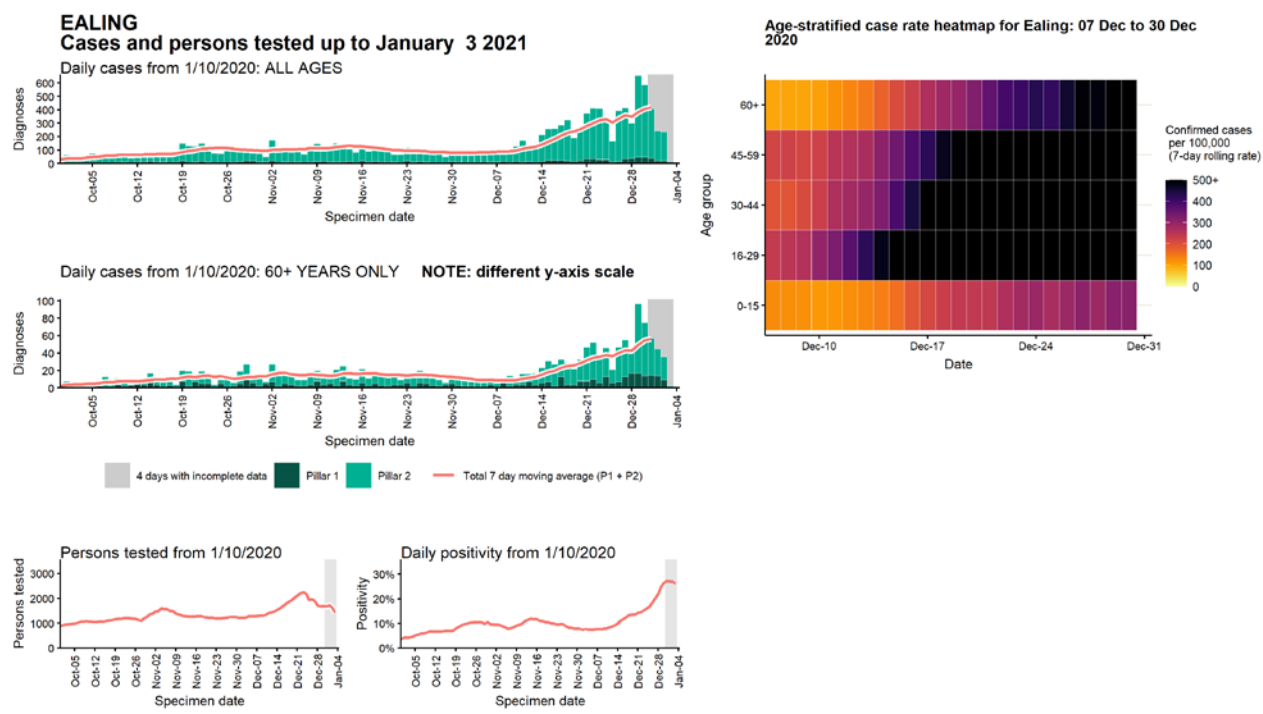 EALING
Cases and persons tested up to January 3 2021
Daily cases from 1/10/2020: ALL AGES
Diagnoses
600
500
400
300
200
100
0
Oct-05
Oct-12
Oct-19
Oct-26
Nov-02
Nov-09
Nov-16
Nov-23
Nov-30
Dec-07
Dec-14
Dec-21
Dec-28
Jan-04
Specimen date
Daily cases from 1/10/2020: 60+ YEARS ONLY NOTE: different y-axis scale
Diagnoses
100
80
60
40
20
0
Oct-05
Oct-12
Oct-19
Oct-26
Nov-02
Nov-09
Nov-16
Nov-23
Nov-30
Dec-07
Dec-14
Dec-21
Dec-28
Jan-04
Specimen date
4 days with incomplete data Pillar 1 Pillar 2 Total 7 day moving average (P1 + P2)
Persons tested from 1/10/2020
Persons tested
3000
2000
1000
0
Oct-05
Oct-12
Oct-19
Oct-26
Nov-02
Nov-09
Nov-16
Nov-23
Nov-30
Dec-07
Dec-14
Dec-21
Dec-28
Jan-04
Specimen date
Daily positivity from 1/10/2020
Positivity
30%
20%
10%
0%
Oct-05
Oct-12
Oct-19
Oct-26
Nov-02
Nov-09
Nov-16
Nov-23
Nov-30
Dec-07
Dec-14
Dec-21
Dec-28
Jan-04
Specimen date
Age-stratified case rate heatmap for Ealing: 07 Dec to 30 Dec
2020
Age group
60+
45-59
30-44
16-29
0-15
Dec-10
Dec-17
Dec-24
Dec-31
Date
Confirmed cases
per 100,000
(7-day rolling rate)
500+
400
300
200
100
0